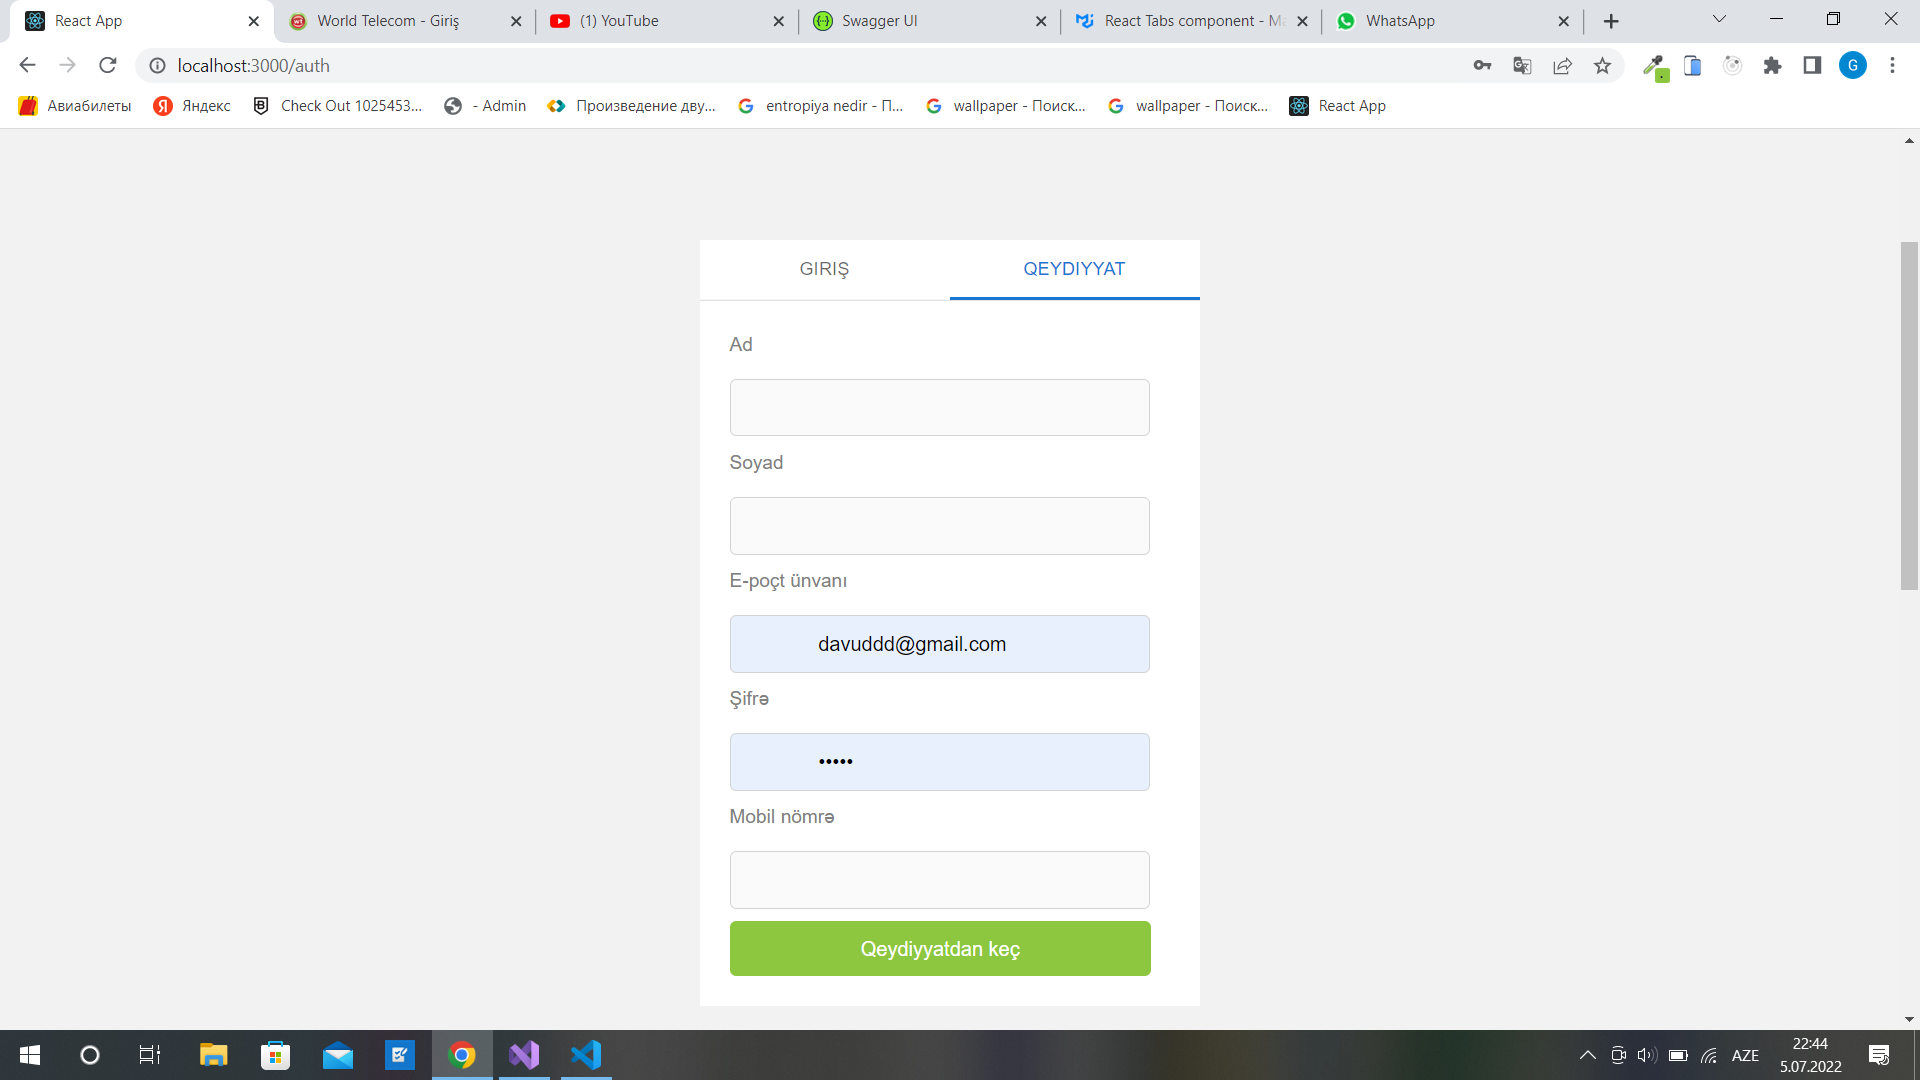 React App
World Telecom - Giriş
(1) YouTube
Swagger UI
React Tabs component - Ma
WhatsApp
localhost:3000/auth
G
Авиабилеты
Яндекс
Check Out 1025453...
- Admin
Произведение дву...
entropiya nedir - П...
wallpaper - Поиск...
wallpaper - Поиск...
React App
GIRIŞ
QEYDIYYAT
Ad
Soyad
E-poçt ünvanı
davuddd@gmail.com
Şifrə
•••••
Mobil nömrə
Qeydiyyatdan keç
AZE
22:44
5.07.2022